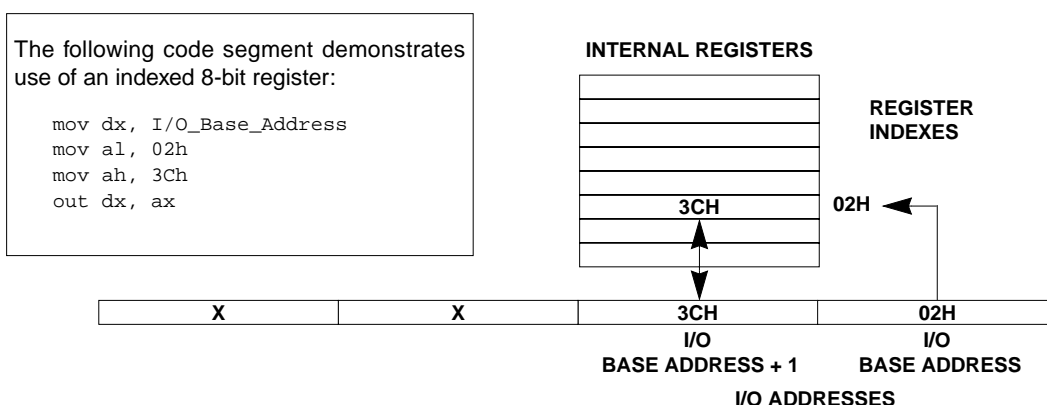 The following code segment demonstrates
use of an indexed 8-bit register:
mov dx, I/O_Base_Address
mov al, 02h
mov ah, 3Ch
out dx, ax
INTERNAL REGISTERS
REGISTER
INDEXES
3CH
02H
X
X
3CH
02H
I/O
BASE ADDRESS + 1
I/O
BASE ADDRESS
I/O ADDRESSES